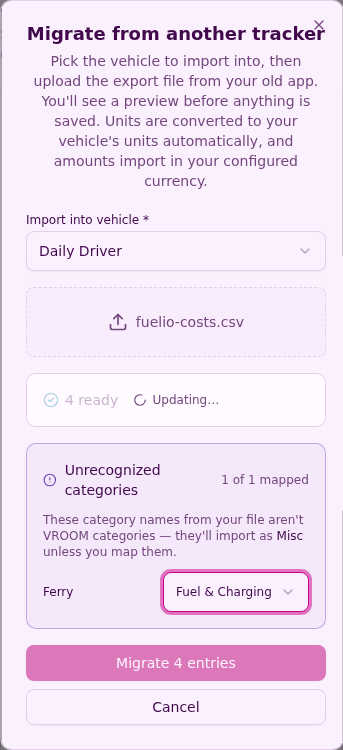 Migrate from another tracker
Pick the vehicle to import into, then
upload the export file from your old app.
You'll see a preview before anything is
saved. Units are converted to your
vehicle's units automatically, and
amounts import in your configured
currency.
Import into vehicle *
Daily Driver
fuelio-costs.csv
4 ready
Updating...
Unrecognized
categories
1 of 1 mapped
These category names from your file aren't
VROOM categories — they'll import as Misc
unless you map them.
Ferry
Fuel & Charging
Migrate 4 entries
Cancel